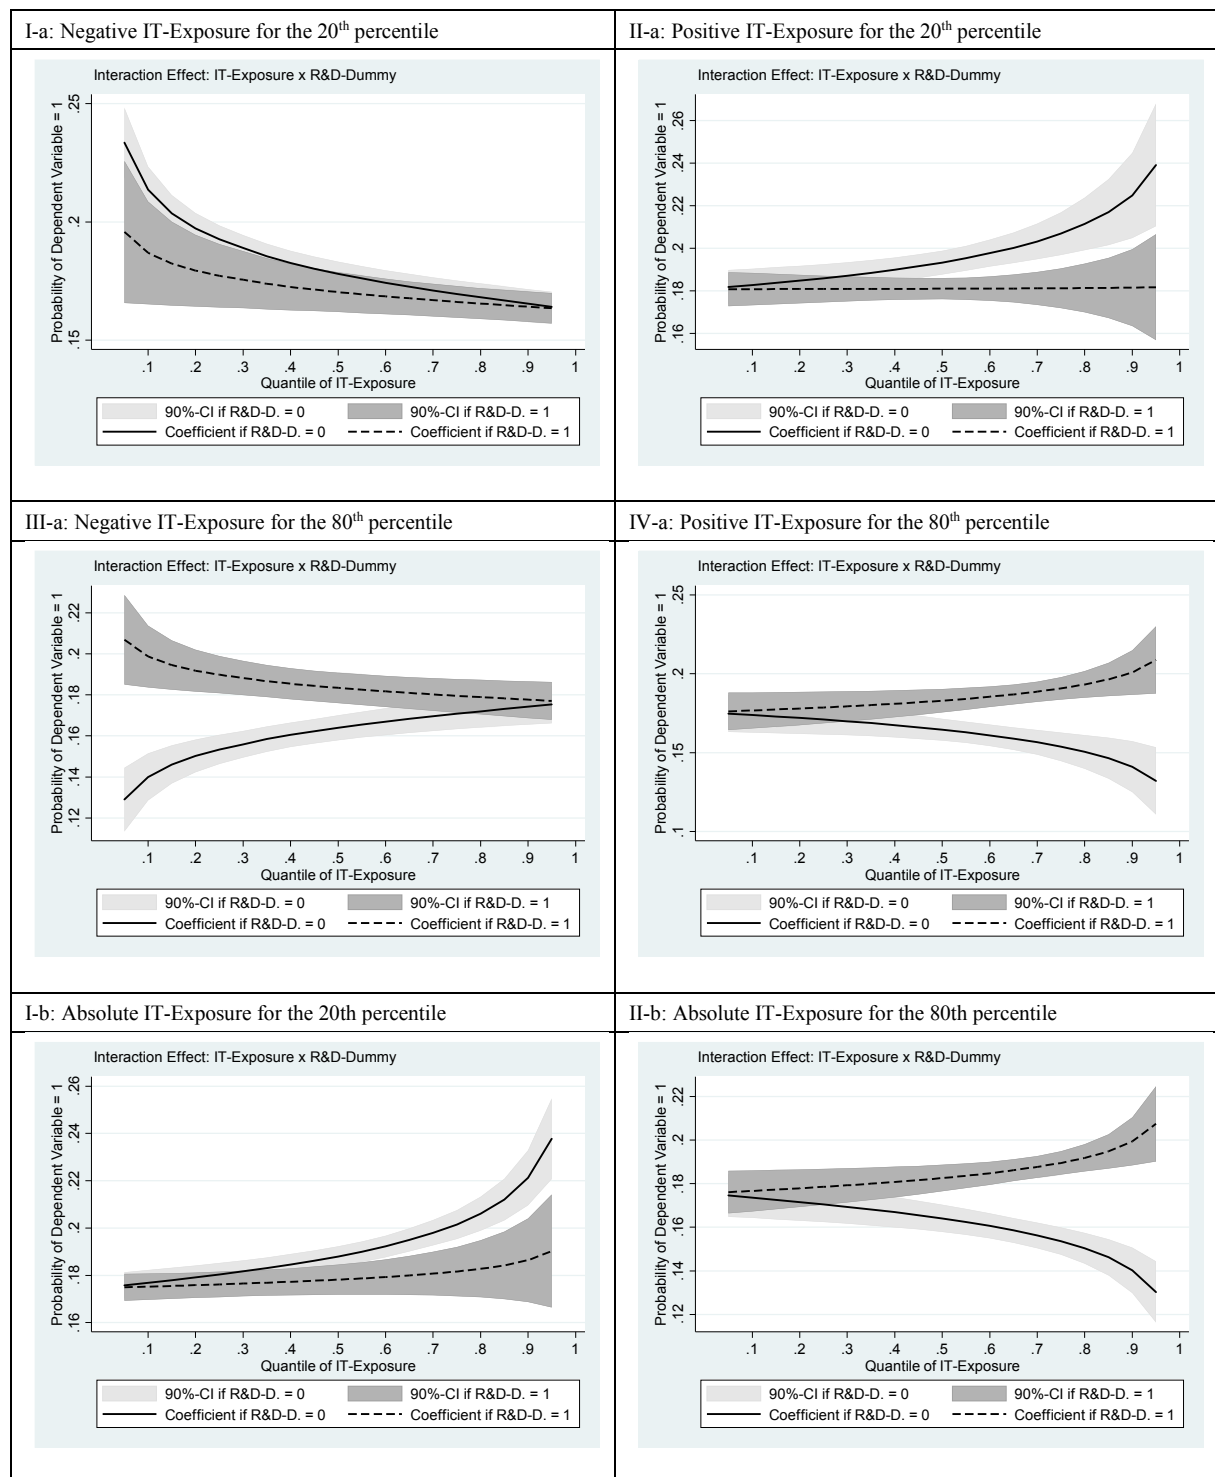 I-a: Negative IT-Exposure for the 20th percentile
Interaction Effect: IT-Exposure x R&D-Dummy
Probability of Dependent Variable = 1
.25
.2
.15
.1 .2 .3 .4 .5 .6 .7 .8 .9 1
Quantile of IT-Exposure
90%-CI if R&D-D. = 0 90%-CI if R&D-D. = 1
Coefficient if R&D-D. = 0 Coefficient if R&D-D. = 1
II-a: Positive IT-Exposure for the 20th percentile
Interaction Effect: IT-Exposure x R&D-Dummy
Probability of Dependent Variable = 1
.26
.24
.22
.2
.18
.16
.1 .2 .3 .4 .5 .6 .7 .8 .9 1
Quantile of IT-Exposure
90%-CI if R&D-D. = 0 90%-CI if R&D-D. = 1
Coefficient if R&D-D. = 0 Coefficient if R&D-D. = 1
III-a: Negative IT-Exposure for the 80th percentile
Interaction Effect: IT-Exposure x R&D-Dummy
Probability of Dependent Variable = 1
.22
.2
.18
.16
.14
.12
.1 .2 .3 .4 .5 .6 .7 .8 .9 1
Quantile of IT-Exposure
90%-CI if R&D-D. = 0 90%-CI if R&D-D. = 1
Coefficient if R&D-D. = 0 Coefficient if R&D-D. = 1
IV-a: Positive IT-Exposure for the 80th percentile
Interaction Effect: IT-Exposure x R&D-Dummy
Probability of Dependent Variable = 1
.25
.2
.15
.1
.1 .2 .3 .4 .5 .6 .7 .8 .9 1
Quantile of IT-Exposure
90%-CI if R&D-D. = 0 90%-CI if R&D-D. = 1
Coefficient if R&D-D. = 0 Coefficient if R&D-D. = 1
I-b: Absolute IT-Exposure for the 20th percentile
Interaction Effect: IT-Exposure x R&D-Dummy
Probability of Dependent Variable = 1
.26
.24
.22
.2
.18
.16
.1 .2 .3 .4 .5 .6 .7 .8 .9 1
Quantile of IT-Exposure
90%-CI if R&D-D. = 0 90%-CI if R&D-D. = 1
Coefficient if R&D-D. = 0 Coefficient if R&D-D. = 1
II-b: Absolute IT-Exposure for the 80th percentile
Interaction Effect: IT-Exposure x R&D-Dummy
Probability of Dependent Variable = 1
.22
.2
.18
.16
.14
.12
.1 .2 .3 .4 .5 .6 .7 .8 .9 1
Quantile of IT-Exposure
90%-CI if R&D-D. = 0 90%-CI if R&D-D. = 1
Coefficient if R&D-D. = 0 Coefficient if R&D-D. = 1